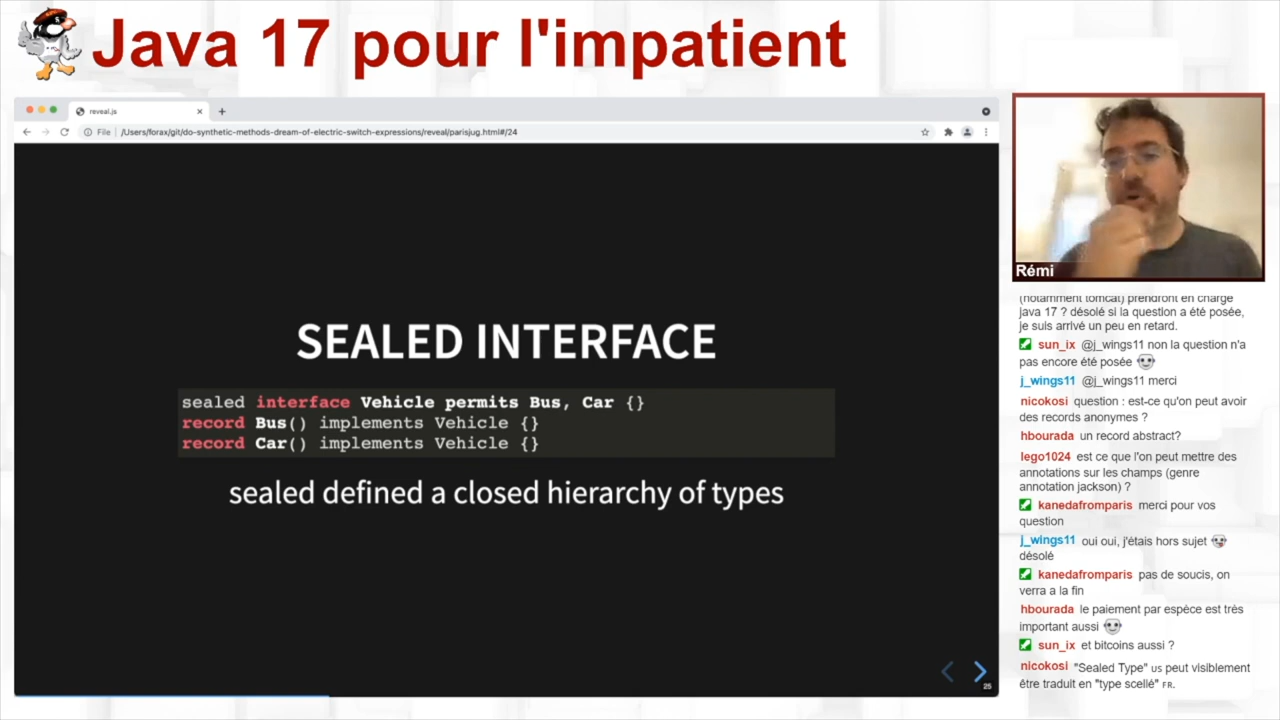 Java 17 pour l'impatient
reveal.js
File /Users/forax/git/do-synthetic-methods-dream-of-electric-switch-expressions/reveal/parisjug.html#/24
SEALED INTERFACE
sealed interface Vehicle permits Bus, Car {}
record Bus() implements Vehicle {}
record Car() implements Vehicle {}
sealed defined a closed hierarchy of types
25
Rémi
(notamment tomcat) prendront en charge
java 17 ? désolé si la question a été posée,
je suis arrivé un peu en retard.
sun_ix @j_wings11 non la question n'a
pas encore été posée
j_wings11 @j_wings11 merci
nicokosi question : est-ce qu'on peut avoir
des records anonymes ?
hbourada un record abstract?
lego1024 est ce que l'on peut mettre des
annotations sur les champs (genre
annotation jackson) ?
kanedafromparis merci pour vos
question
j_wings11 oui oui, j'étais hors sujet
désolé
kanedafromparis pas de soucis, on
verra a la fin
hbourada le paiement par espèce est très
important aussi
sun_ix et bitcoins aussi ?
nicokosi "Sealed Type" us peut visiblement
être traduit en "type scellé" FR.